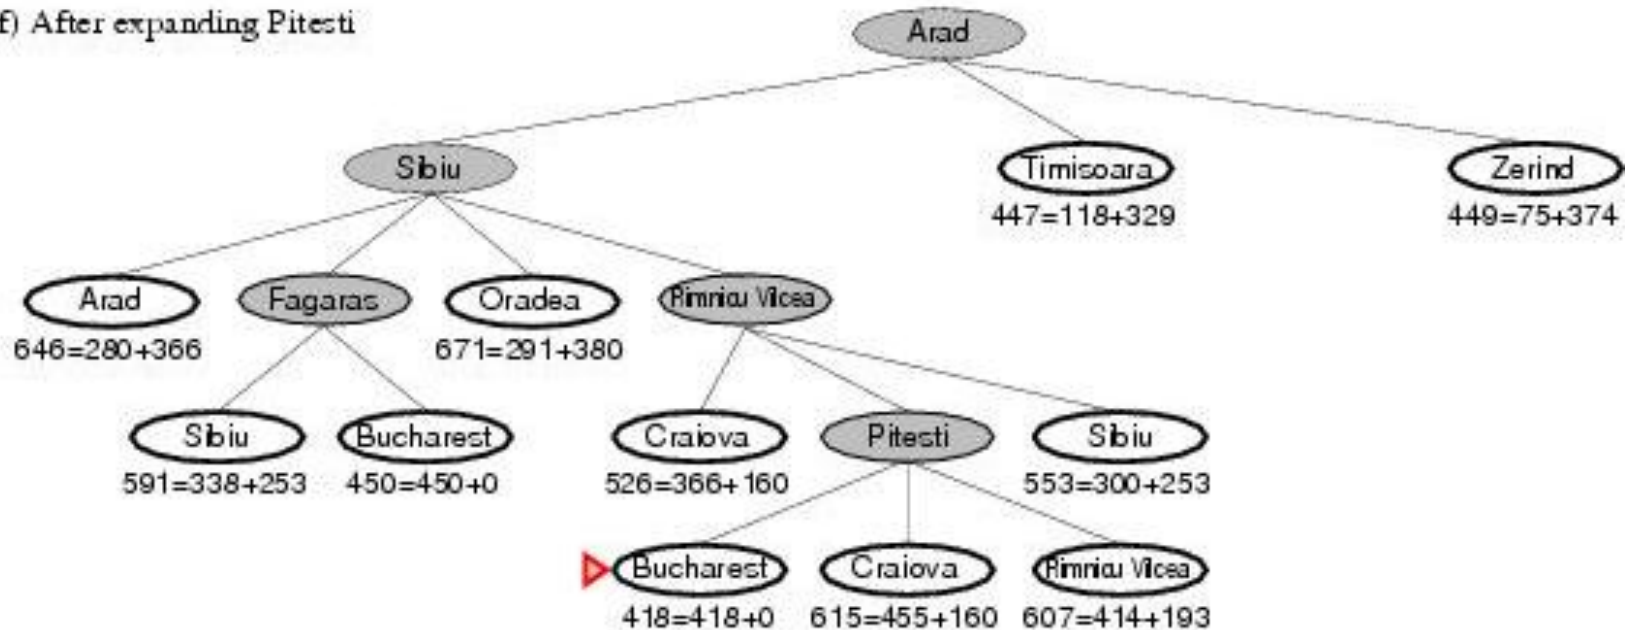 f) After expanding Pitesti
Arad
Sibiu
Timisoara
Zerind
447=118+329
449=75+374
Arad
Fagaras
Oradea
Rimnicu Vilcea
646=280+366
671=291+380
Sibiu
Bucharest
Craiova
Pitesti
Sibiu
591=338+253
450=450+0
526=366+160
553=300+253
Bucharest
Craiova
Rimnicu Vilcea
418=418+0
615=455+160
607=414+193